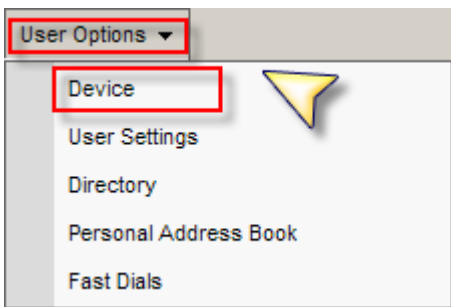 User Options
Device
User Settings
Directory
Personal Address Book
Fast Dials